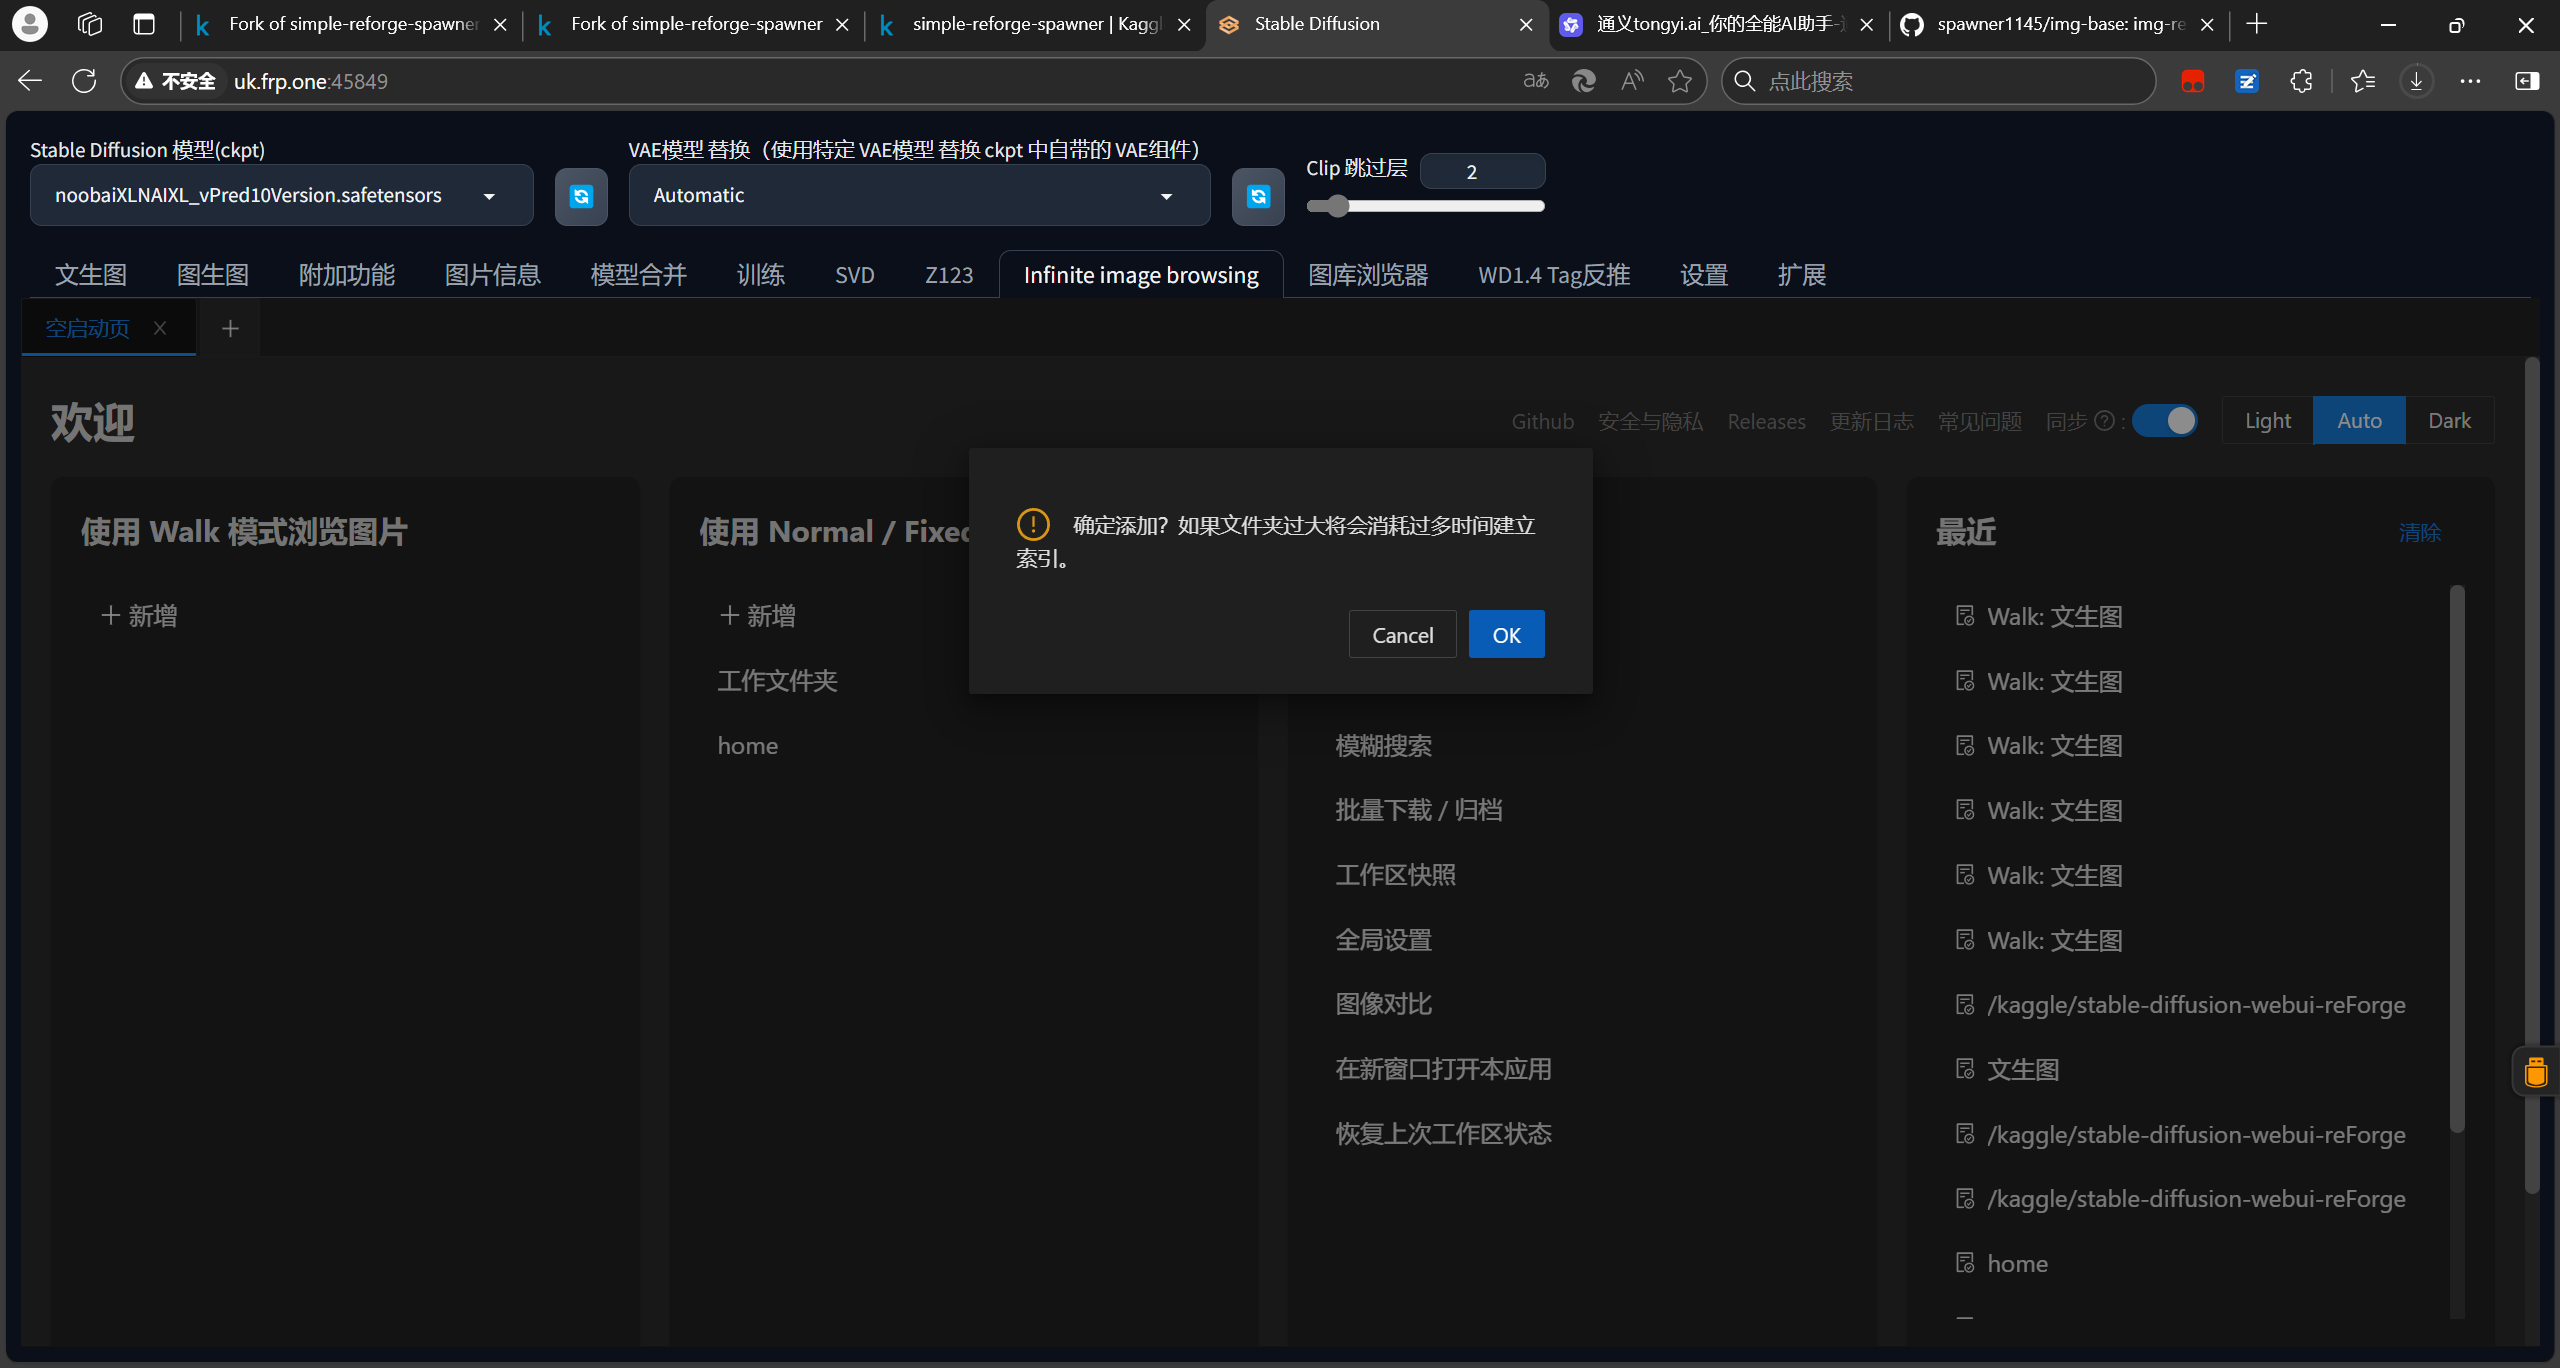 Fork of simple-reforge-spawner
Fork of simple-reforge-spawner
simple-reforge-spawner | Kaggl
Stable Diffusion
通义tongyi.ai_你的全能AI助手-
spawner1145/img-base: img-re
不安全 uk.frp.one:45849
点此搜索
Stable Diffusion 模型(ckpt)
noobaiXLNAIXL_vPred10Version.safetensors
VAE模型 替换（使用特定 VAE模型 替换 ckpt 中自带的 VAE组件）
Automatic
Clip 跳过层
2
文生图 图生图 附加功能 图片信息 模型合并 训练 SVD Z123 Infinite image browsing 图库浏览器 WD1.4 Tag反推 设置 扩展
空启动页
欢迎
Github 安全与隐私 Releases 更新日志 常见问题 同步 : Light Auto Dark
使用 Walk 模式浏览图片
新增
使用 Normal / Fixed
新增
工作文件夹
home
确定添加？如果文件夹过大将会消耗过多时间建立
索引。
Cancel OK
模糊搜索
批量下载 / 归档
工作区快照
全局设置
图像对比
在新窗口打开本应用
恢复上次工作区状态
最近
清除
Walk: 文生图
Walk: 文生图
Walk: 文生图
Walk: 文生图
Walk: 文生图
Walk: 文生图
/kaggle/stable-diffusion-webui-reForge
文生图
/kaggle/stable-diffusion-webui-reForge
/kaggle/stable-diffusion-webui-reForge
home